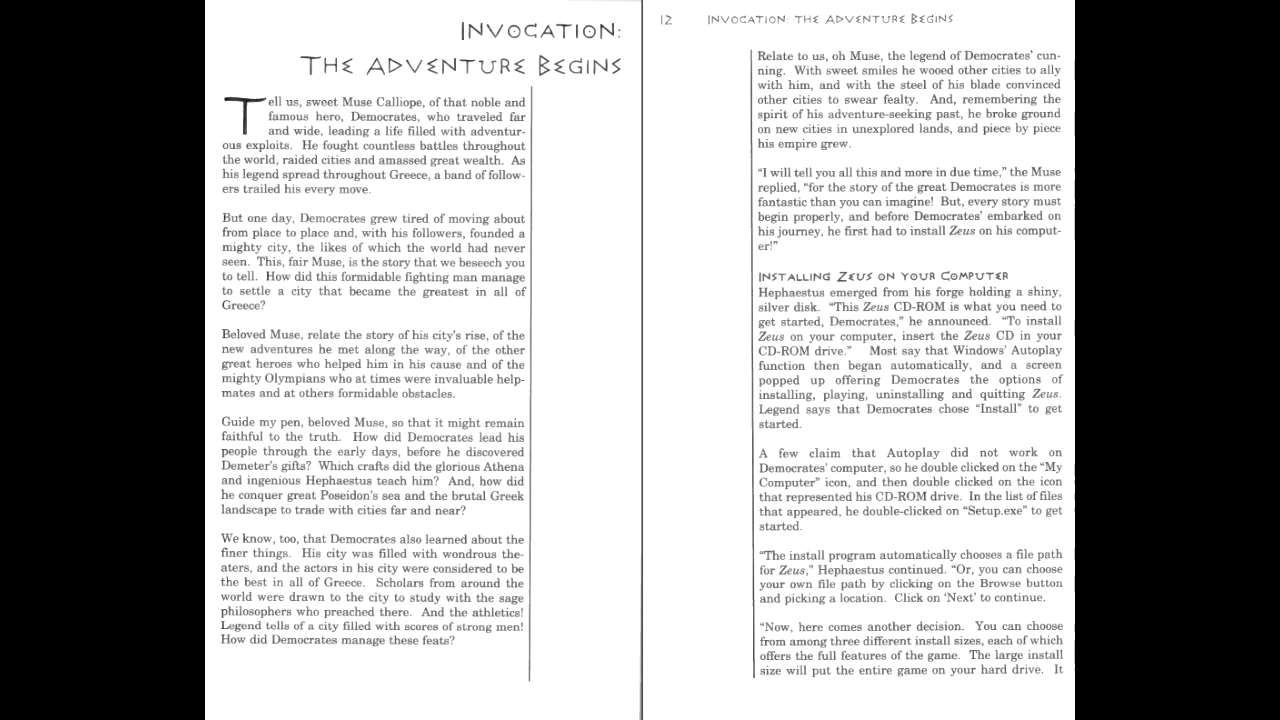 INVOCATION:
THE ADVENTURE BEGINS
Tell us, sweet Muse Calliope, of that noble and
famous hero, Democrates, who traveled far
and wide, leading a life filled with adventur-
ous exploits. He fought countless battles throughout
the world, raided cities and amassed great wealth. As
his legend spread throughout Greece, a band of follow-
ers trailed his every move.
But one day, Democrates grew tired of moving about
from place to place and, with his followers, founded a
mighty city, the likes of which the world had never
seen. This, fair Muse, is the story that we beseech you
to tell. How did this formidable fighting man manage
to settle a city that became the greatest in all of
Greece?
Beloved Muse, relate the story of his city's rise, of the
new adventures he met along the way, of the other
great heroes who helped him in his cause and of the
mighty Olympians who at times were invaluable help-
mates and at others formidable obstacles.
Guide my pen, beloved Muse, so that it might remain
faithful to the truth. How did Democrates lead his
people through the early days, before he discovered
Demeter's gifts? Which crafts did the glorious Athena
and ingenious Hephaestus teach him? And, how did
he conquer great Poseidon's sea and the brutal Greek
landscape to trade with cities far and near?
We know, too, that Democrates also learned about the
finer things. His city was filled with wondrous the-
aters, and the actors in his city were considered to be
the best in all of Greece. Scholars from around the
world were drawn to the city to study with the sage
philosophers who preached there. And the athletics!
Legend tells of a city filled with scores of strong men!
How did Democrates manage these feats?
12 INVOCATION: THE ADVENTURE BEGINS
Relate to us, oh Muse, the legend of Democrates' cun-
ning. With sweet smiles he wooed other cities to ally
with him, and with the steel of his blade convinced
other cities to swear fealty. And, remembering the
spirit of his adventure-seeking past, he broke ground
on new cities in unexplored lands, and piece by piece
his empire grew.
"I will tell you all this and more in due time," the Muse
replied, "for the story of the great Democrates is more
fantastic than you can imagine! But, every story must
begin properly, and before Democrates' embarked on
his journey, he first had to install Zeus on his comput-
er!"
INSTALLING ZEUS ON YOUR COMPUTER
Hephaestus emerged from his forge holding a shiny,
silver disk. "This Zeus CD-ROM is what you need to
get started, Democrates," he announced. "To install
Zeus on your computer, insert the Zeus CD in your
CD-ROM drive." Most say that Windows' Autoplay
function then began automatically, and a screen
popped up offering Democrates the options of
installing, playing, uninstalling and quitting Zeus.
Legend says that Democrates chose "Install" to get
started.
A few claim that Autoplay did not work on
Democrates' computer, so he double clicked on the "My
Computer" icon, and then double clicked on the icon
that represented his CD-ROM drive. In the list of files
that appeared, he double-clicked on "Setup.exe" to get
started.
"The install program automatically chooses a file path
for Zeus," Hephaestus continued. "Or, you can choose
your own file path by clicking on the Browse button
and picking a location. Click on 'Next' to continue.
"Now, here comes another decision. You can choose
from among three different install sizes, each of which
offers the full features of the game. The large install
size will put the entire game on your hard drive. It